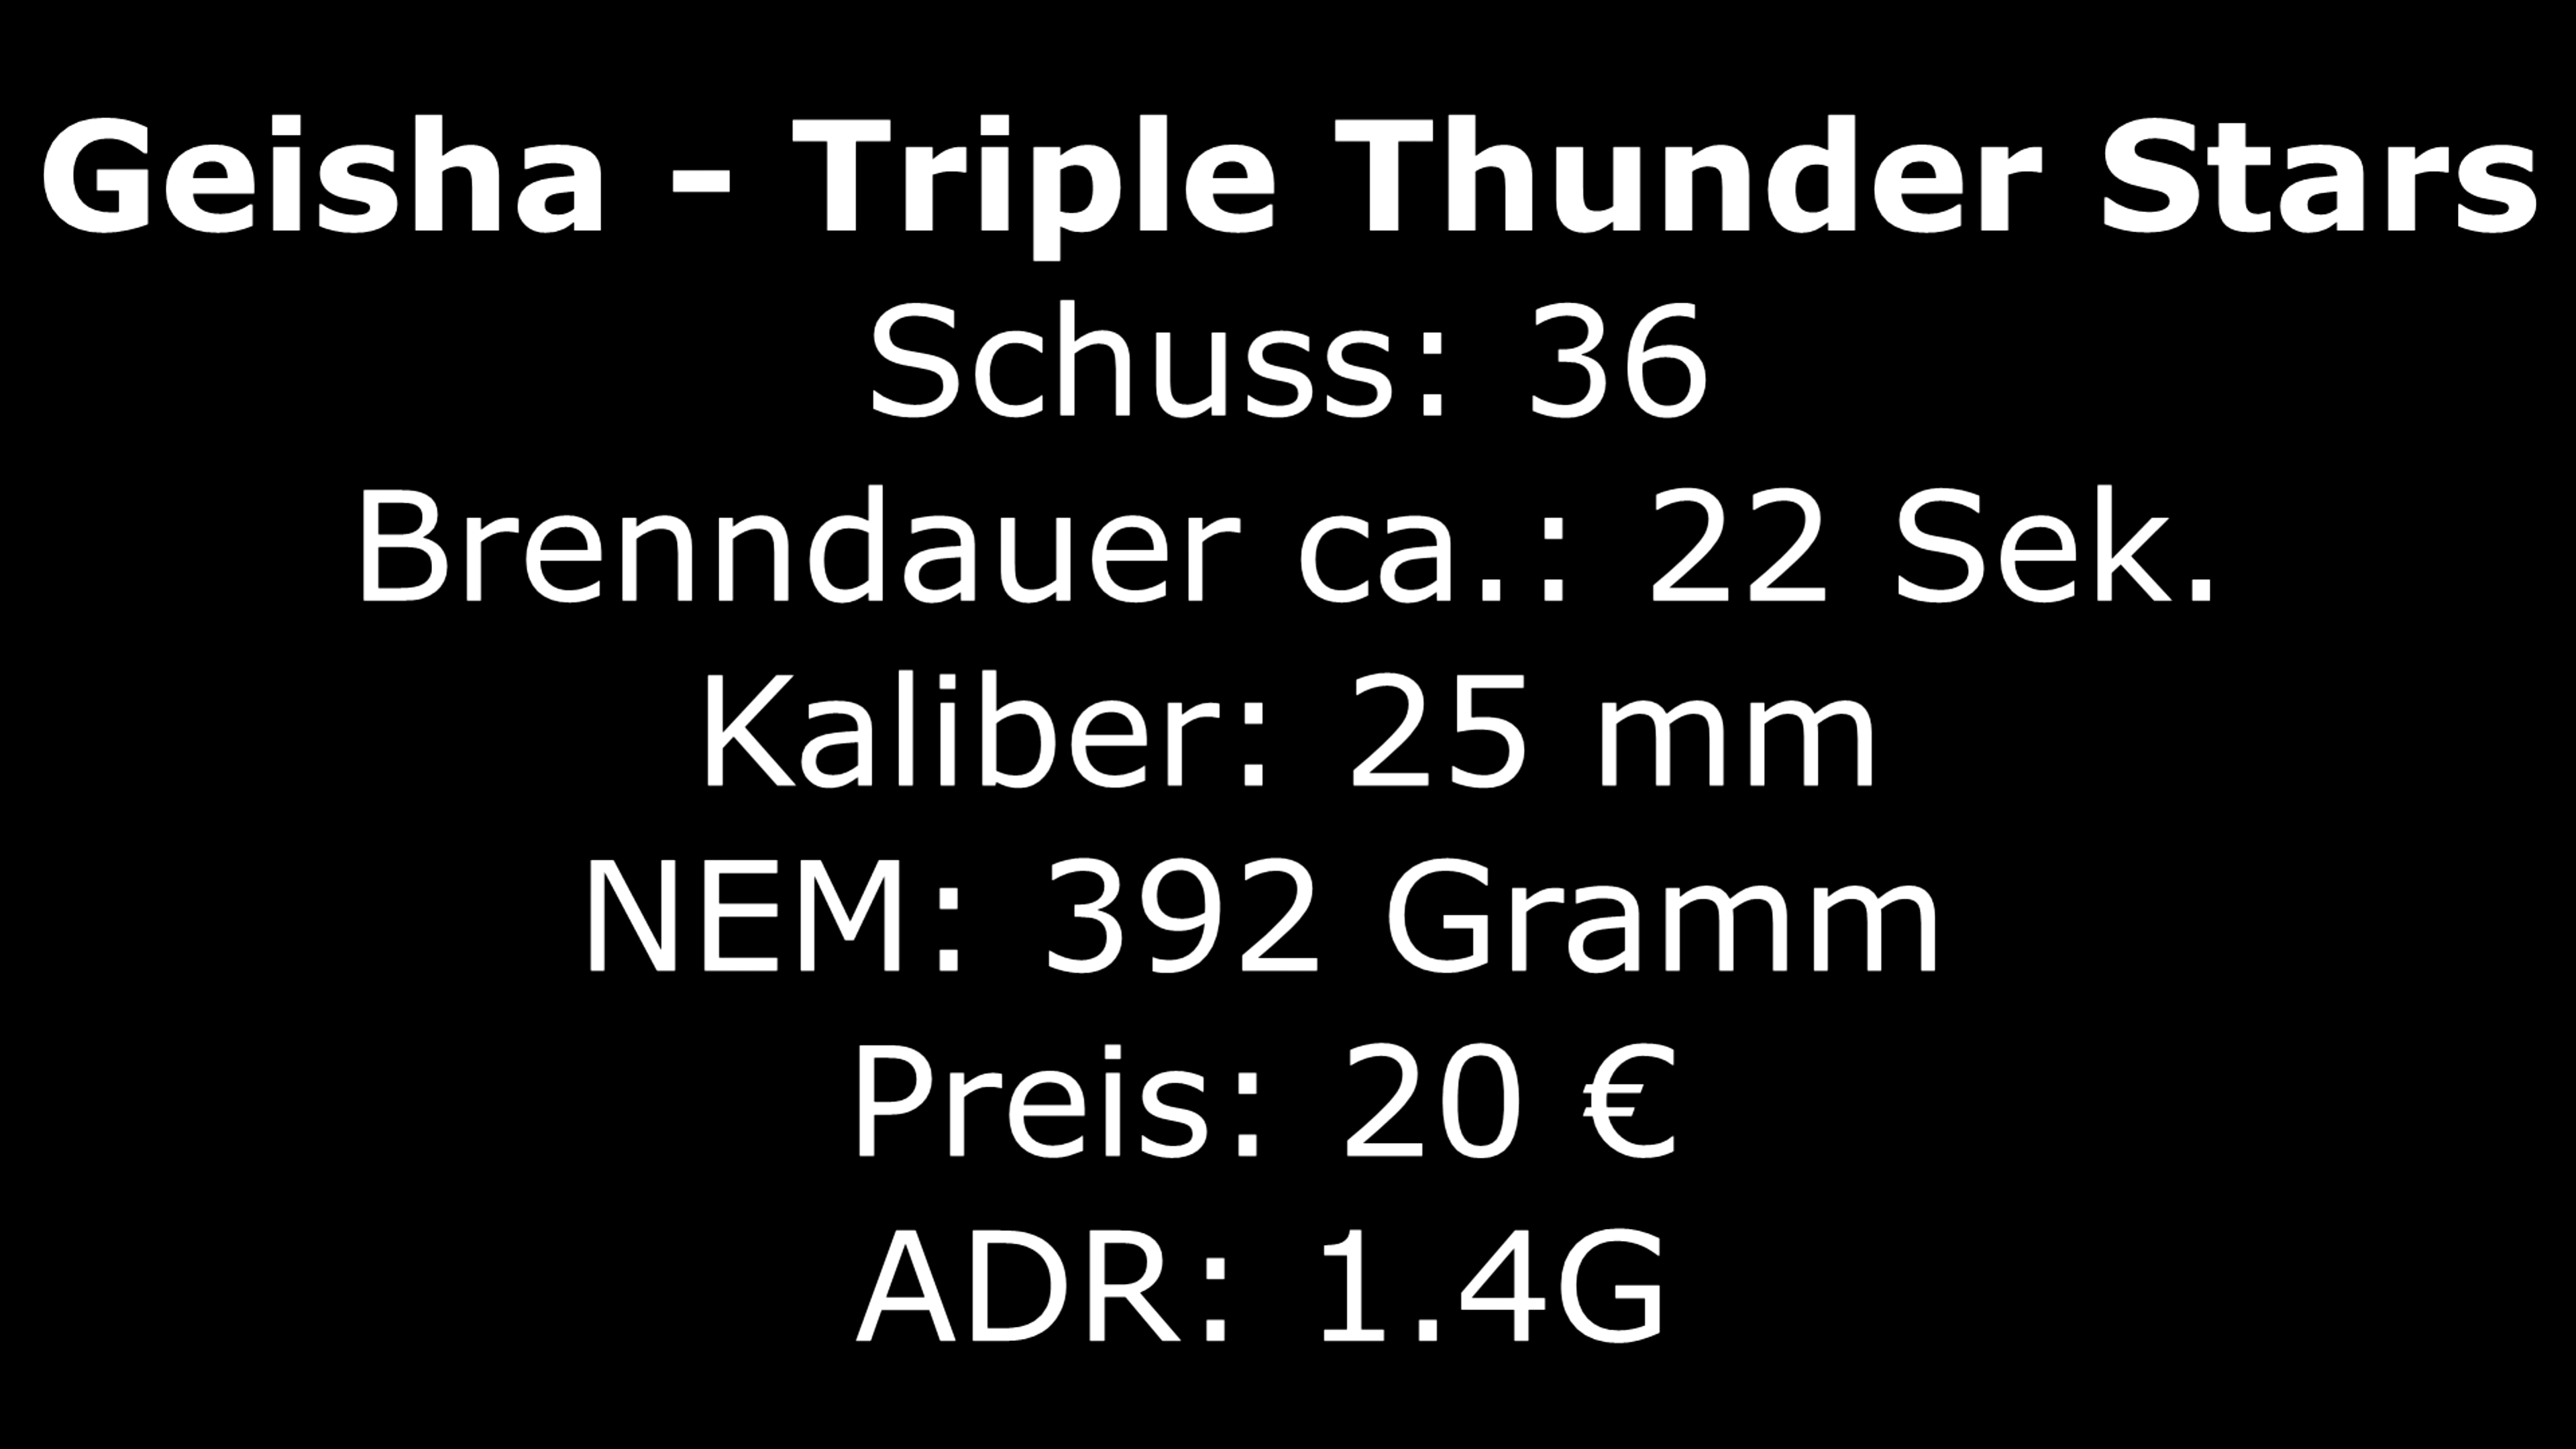 Geisha - Triple Thunder Stars
Schuss: 36
Brenndauer ca.: 22 Sek.
Kaliber: 25 mm
NEM: 392 Gramm
Preis: 20 €
ADR: 1.4G